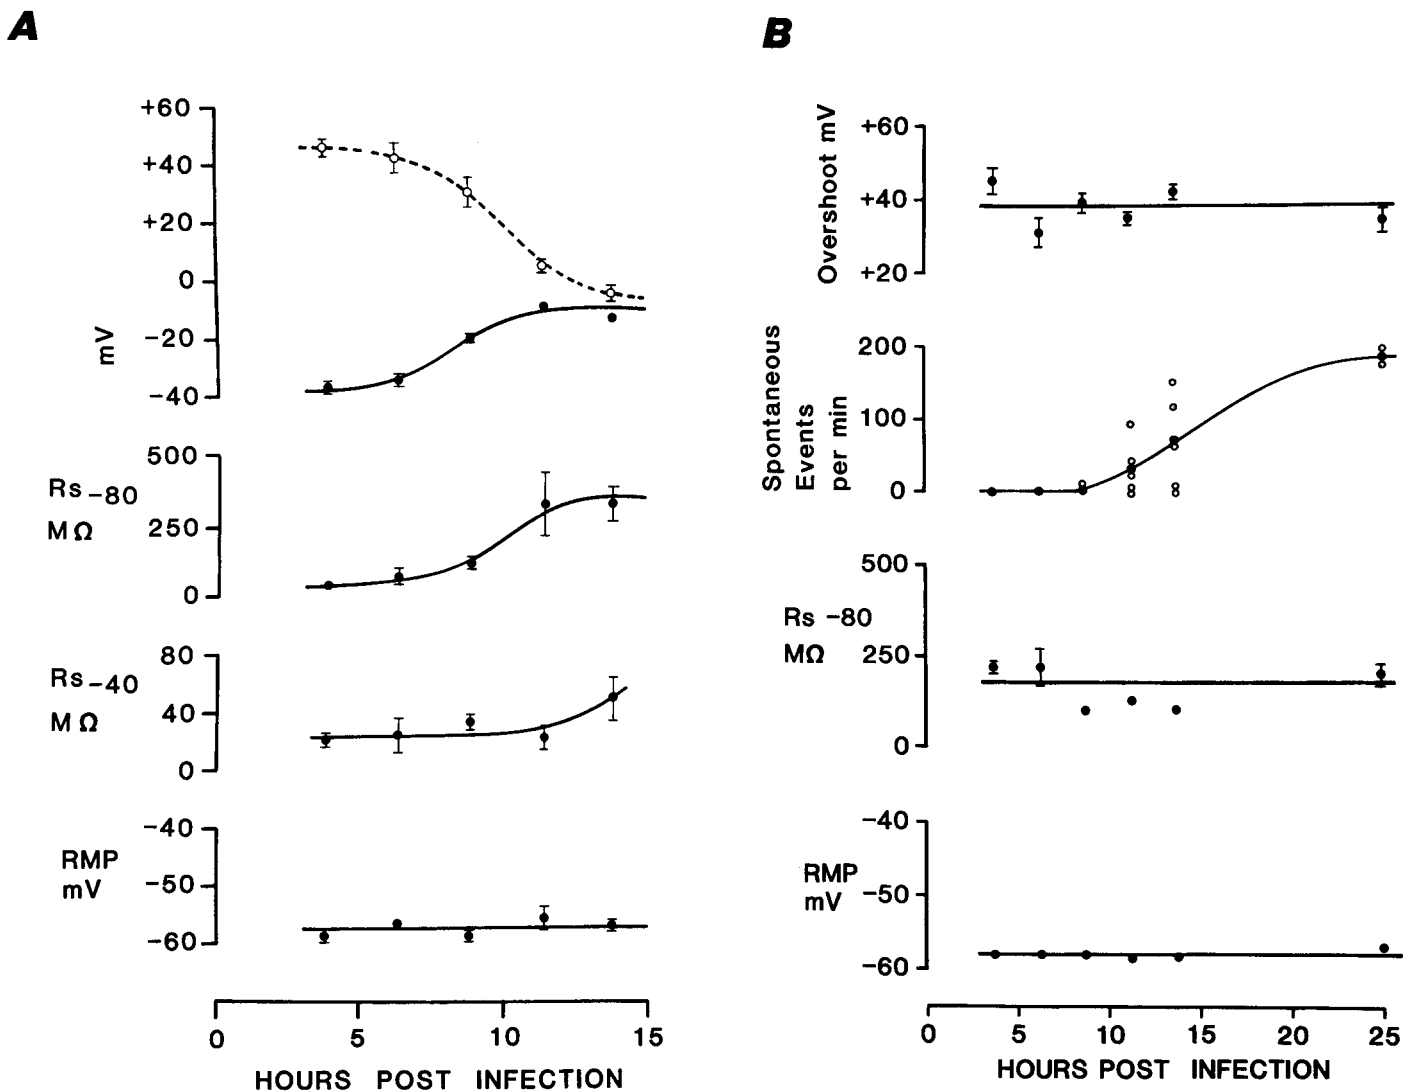 A
+60
+40
+20
0
−20
−40
mV
500
250
0
Rs −80
MΩ
80
40
0
Rs −40
MΩ
−40
−50
−60
RMP
mV
0 5 10 15
HOURS POST INFECTION
B
Overshoot mV
+60
+40
+20
Spontaneous
Events
per min
200
100
0
500
250
0
Rs −80
MΩ
−40
−50
−60
RMP
mV
0 5 10 15 20 25
HOURS POST INFECTION